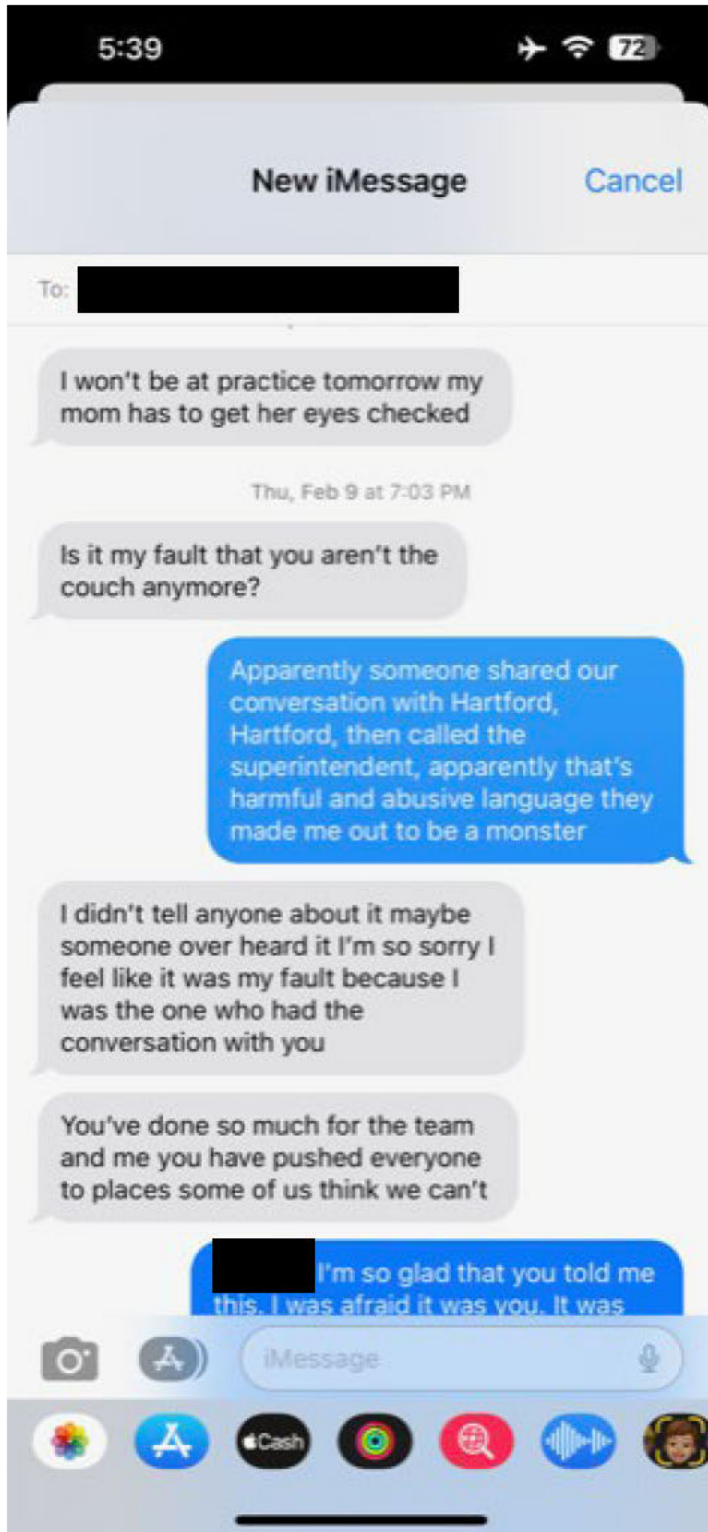 5:39
72
New iMessage
Cancel
To:
I won't be at practice tomorrow my
mom has to get her eyes checked
Thu, Feb 9 at 7:03 PM
Is it my fault that you aren't the
couch anymore?
Apparently someone shared our
conversation with Hartford,
Hartford, then called the
superintendent, apparently that's
harmful and abusive language they
made me out to be a monster
I didn't tell anyone about it maybe
someone over heard it I'm so sorry I
feel like it was my fault because I
was the one who had the
conversation with you
You've done so much for the team
and me you have pushed everyone
to places some of us think we can't
I'm so glad that you told me
this. I was afraid it was you. It was
iMessage
Cash